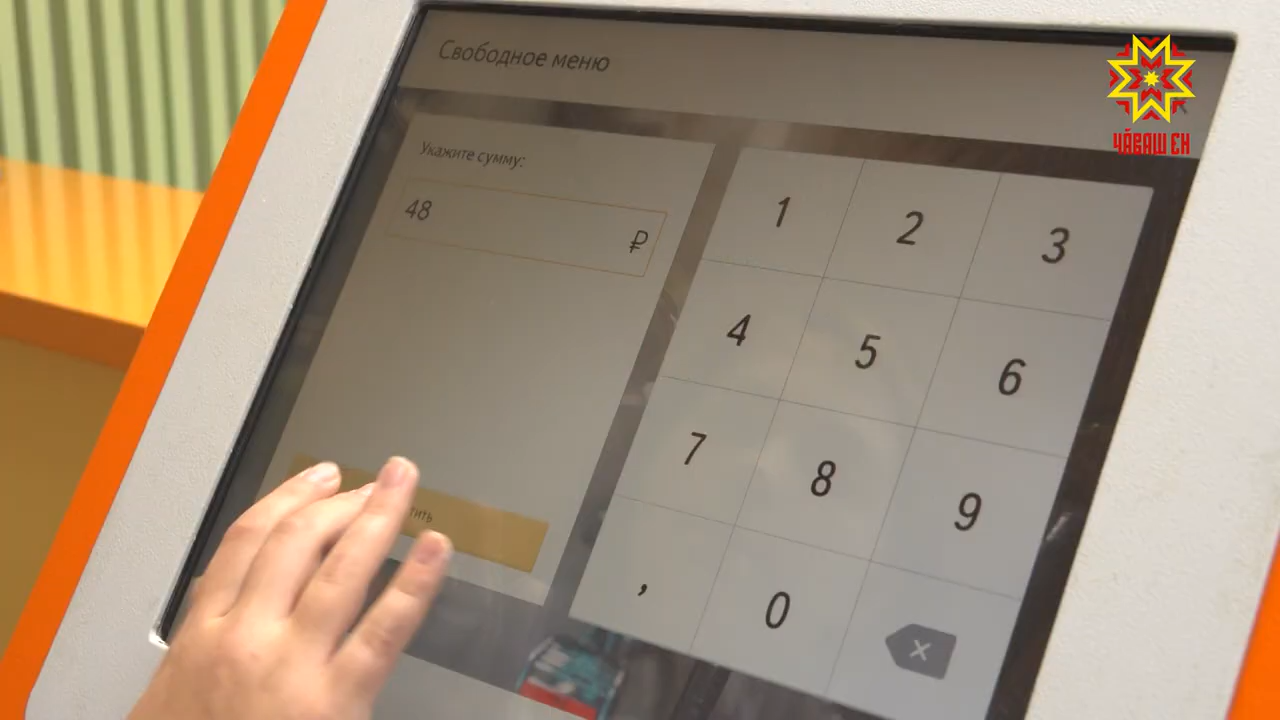 Свободное меню
ЧӐВАШ ЕН
Укажите сумму:
48 ₽
1 2 3
4 5 6
7 8 9
, 0